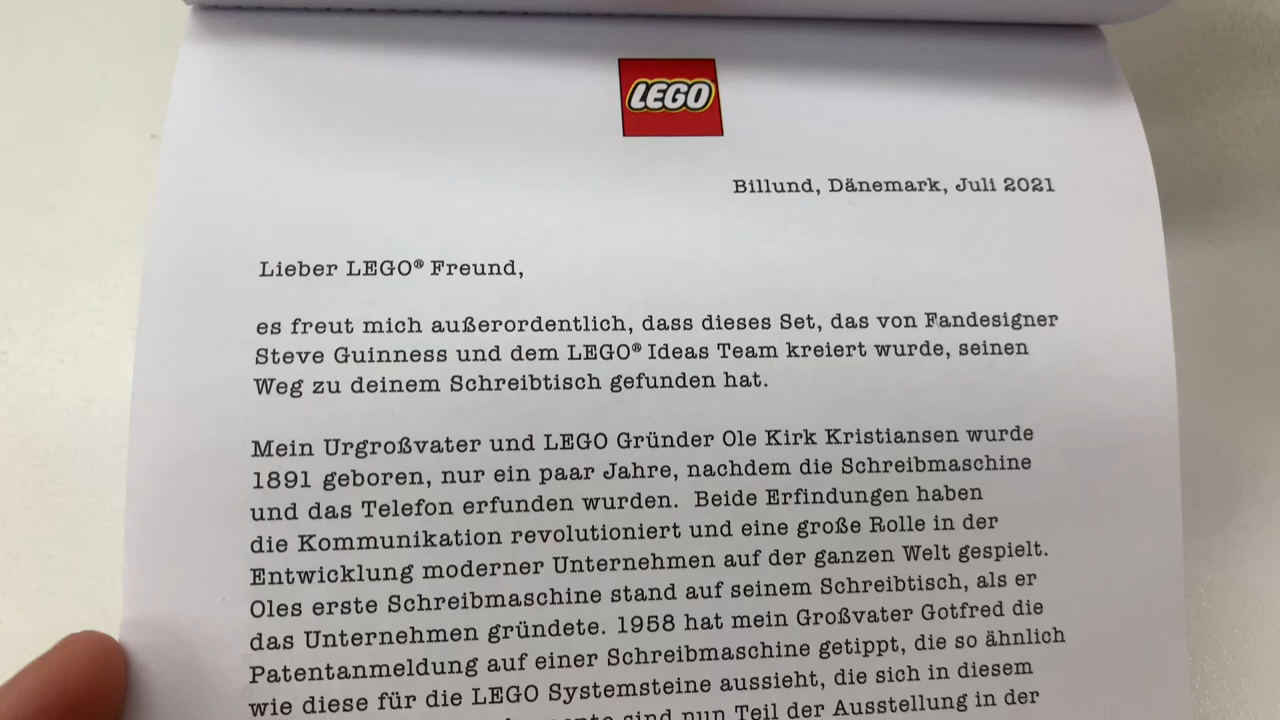 LEGO
Billund, Dänemark, Juli 2021
Lieber LEGO® Freund,
es freut mich außerordentlich, dass dieses Set, das von Fandesigner
Steve Guinness und dem LEGO® Ideas Team kreiert wurde, seinen
Weg zu deinem Schreibtisch gefunden hat.
Mein Urgroßvater und LEGO Gründer Ole Kirk Kristiansen wurde
1891 geboren, nur ein paar Jahre, nachdem die Schreibmaschine
und das Telefon erfunden wurden. Beide Erfindungen haben
die Kommunikation revolutioniert und eine große Rolle in der
Entwicklung moderner Unternehmen auf der ganzen Welt gespielt.
Oles erste Schreibmaschine stand auf seinem Schreibtisch, als er
das Unternehmen gründete. 1958 hat mein Großvater Gotfred die
Patentanmeldung auf einer Schreibmaschine getippt, die so ähnlich
wie diese für die LEGO Systemsteine aussieht, die sich in diesem
sind nun Teil der Ausstellung in der